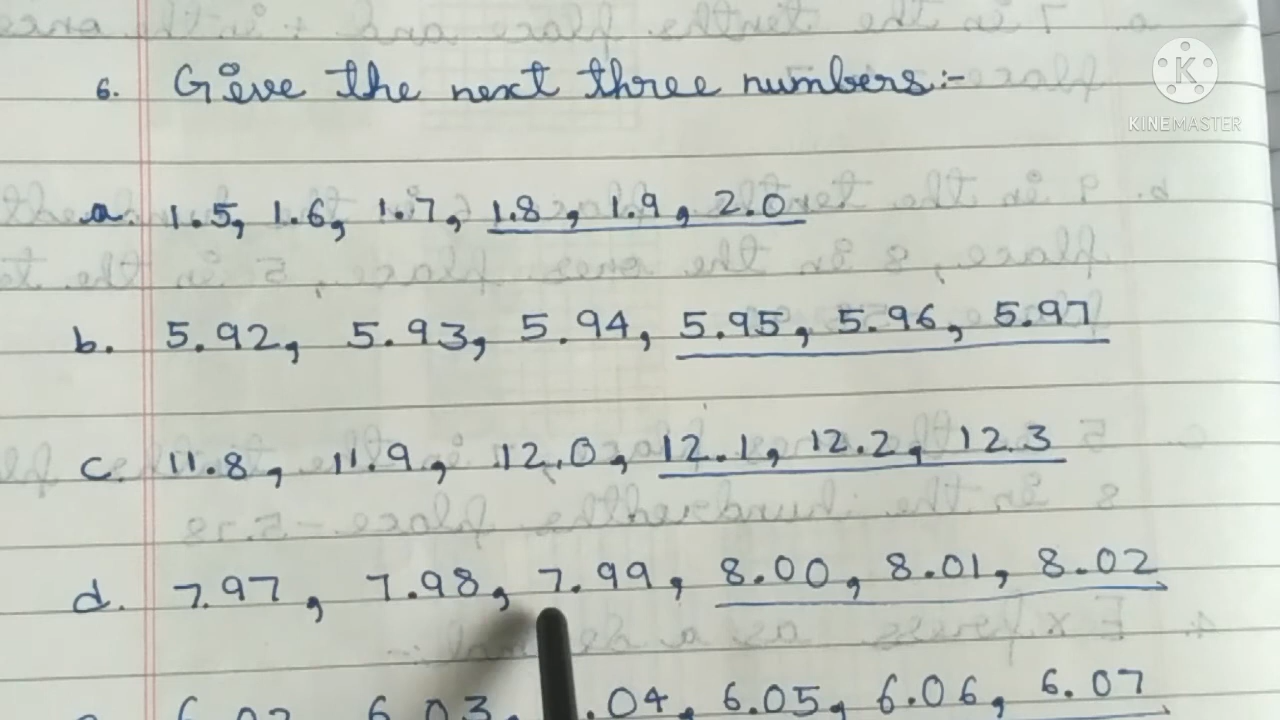 KINEMASTER
6. Give the next three numbers:-
a. 1.5, 1.6, 1.7, 1.8, 1.9, 2.0
b. 5.92, 5.93, 5.94, 5.95, 5.96, 5.97
c. 11.8, 11.9, 12.0, 12.1, 12.2, 12.3
d. 7.97, 7.98, 7.99, 8.00, 8.01, 8.02
6.03, .04, 6.05, 6.06, 6.07